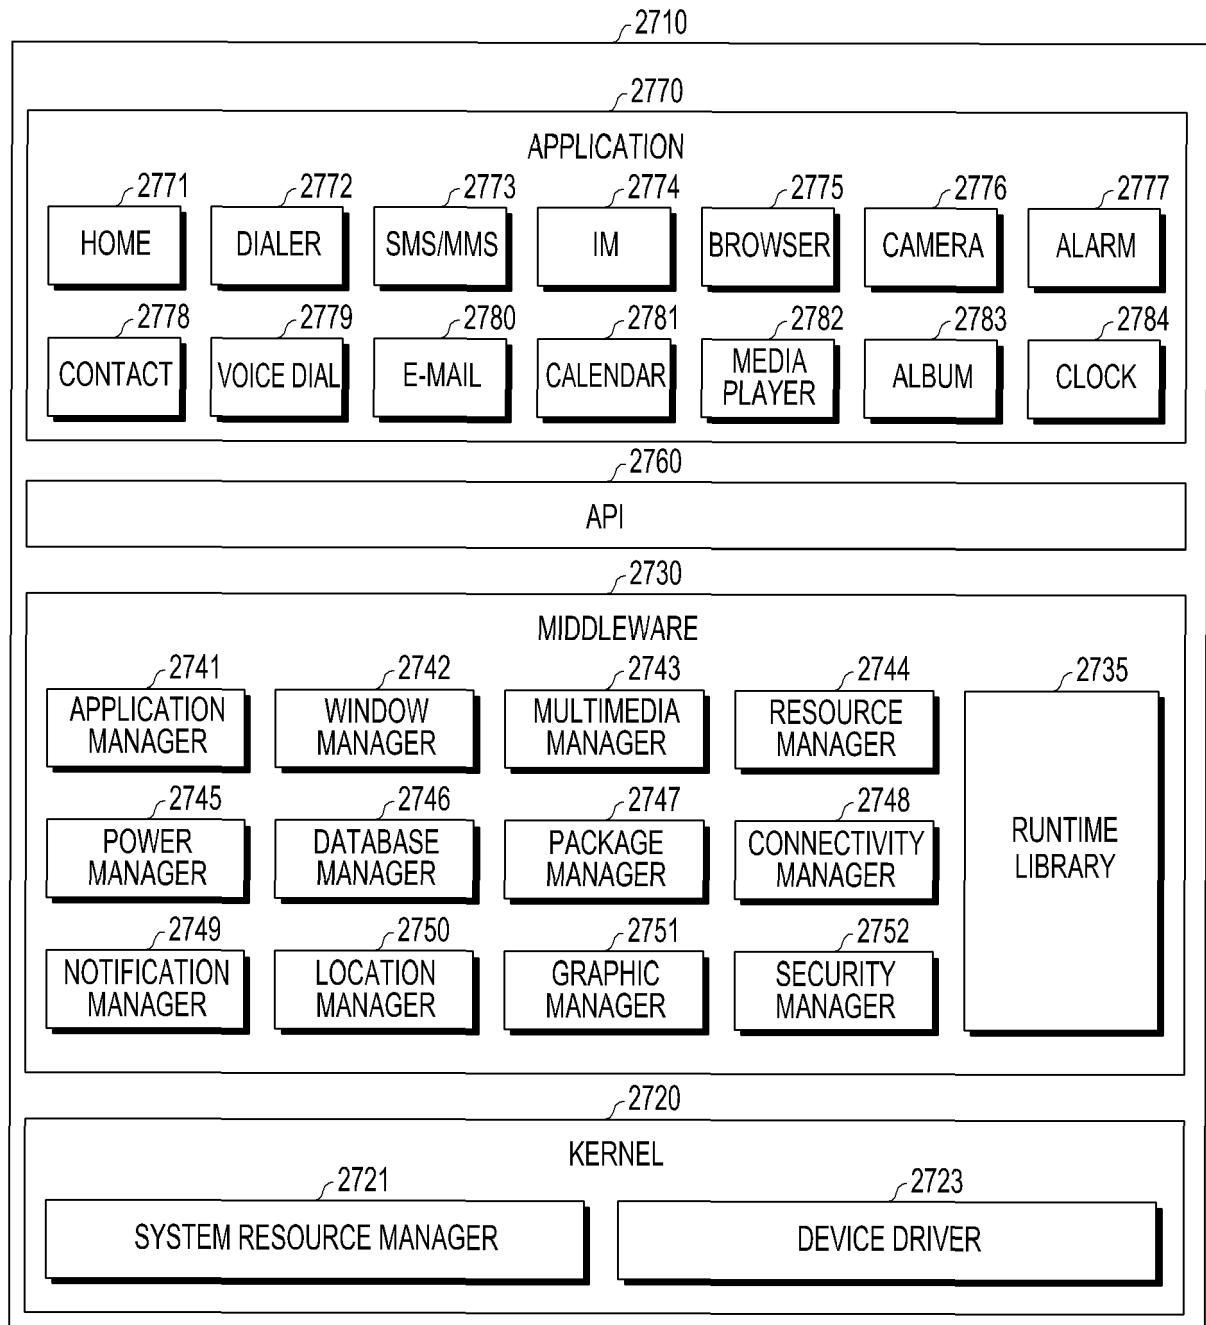 2710
2770
APPLICATION
2771 2772 2773 2774 2775 2776 2777
HOME DIALER SMS/MMS IM BROWSER CAMERA ALARM
2778 2779 2780 2781 2782 2783 2784
CONTACT VOICE DIAL E-MAIL CALENDAR MEDIA PLAYER ALBUM CLOCK
2760
API
2730
MIDDLEWARE
2741 2742 2743 2744 2735
APPLICATION WINDOW MULTIMEDIA RESOURCE
MANAGER MANAGER MANAGER MANAGER
2745 2746 2747 2748
POWER DATABASE PACKAGE CONNECTIVITY
MANAGER MANAGER MANAGER MANAGER
RUNTIME
LIBRARY
2749 2750 2751 2752
NOTIFICATION LOCATION GRAPHIC SECURITY
MANAGER MANAGER MANAGER MANAGER
2720
KERNEL
2721 2723
SYSTEM RESOURCE MANAGER DEVICE DRIVER